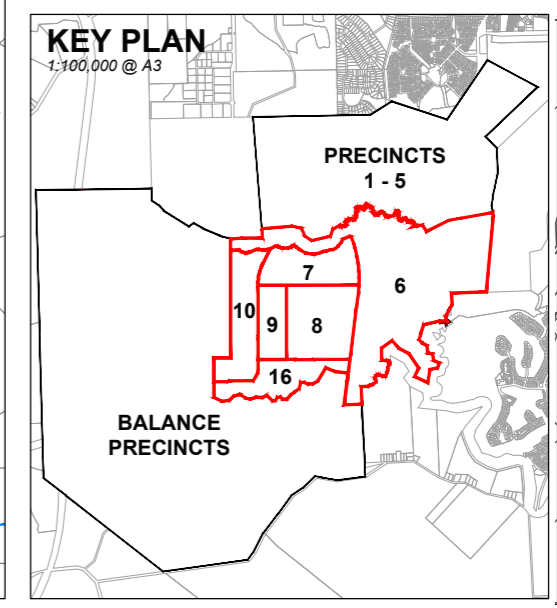 KEY PLAN
1:100,000 @ A3
PRECINCTS
1 - 5
7
6
10
9
8
16
BALANCE
PRECINCTS